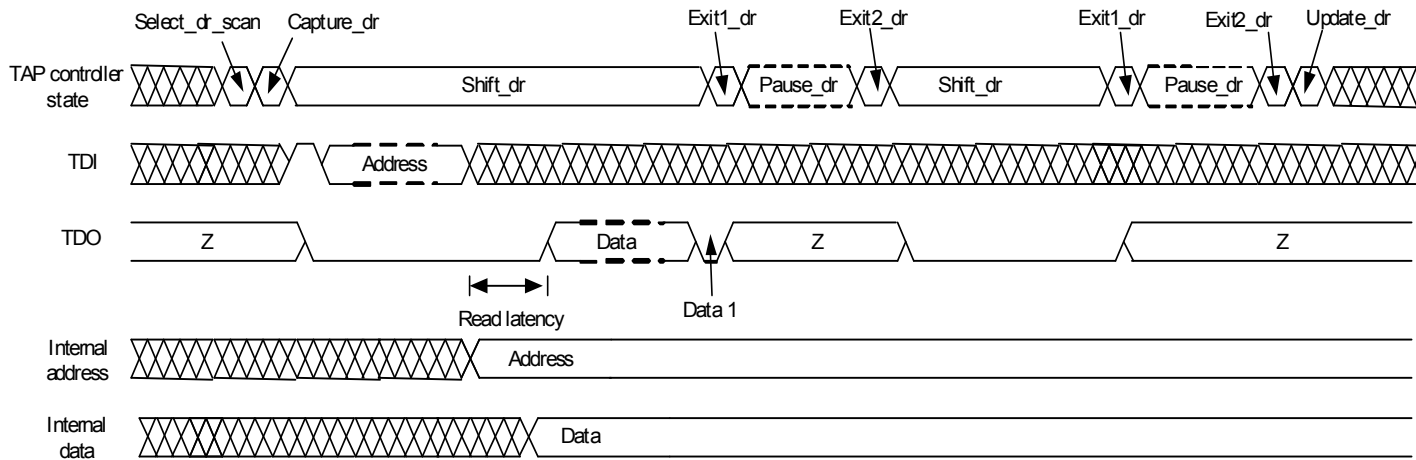 Select_dr_scan
Capture_dr
Exit1_dr
Exit2_dr
Exit1_dr
Exit2_dr
Update_dr
TAP controller
state
Shift_dr
Pause_dr
Shift_dr
Pause_dr
TDI
Address
TDO
Z
Data
Z
Z
Read latency
Data 1
Internal
address
Address
Internal
data
Data